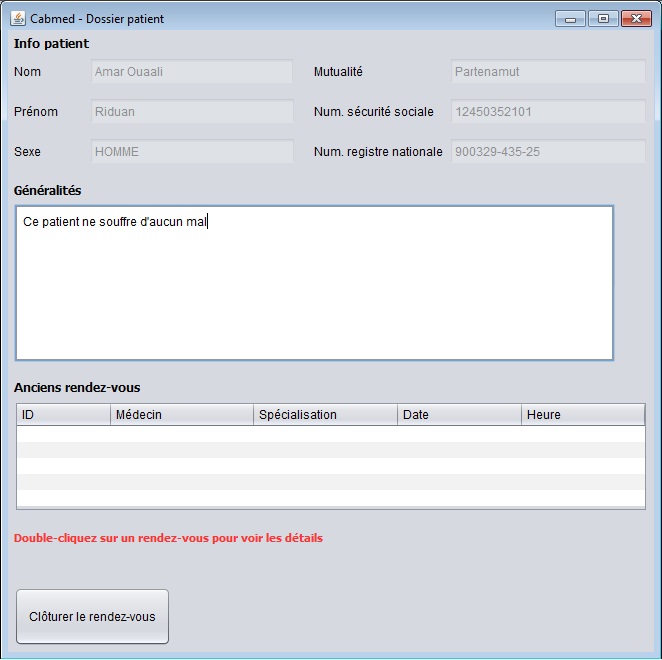 Cabmed - Dossier patient
Info patient
Nom Amar Ouaali Mutualité Partenamut
Prénom Riduan Num. sécurité sociale 12450352101
Sexe HOMME Num. registre nationale 900329-435-25
Généralités
Ce patient ne souffre d'aucun mal
Anciens rendez-vous
ID Médecin Spécialisation Date Heure
Double-cliquez sur un rendez-vous pour voir les détails
Clôturer le rendez-vous